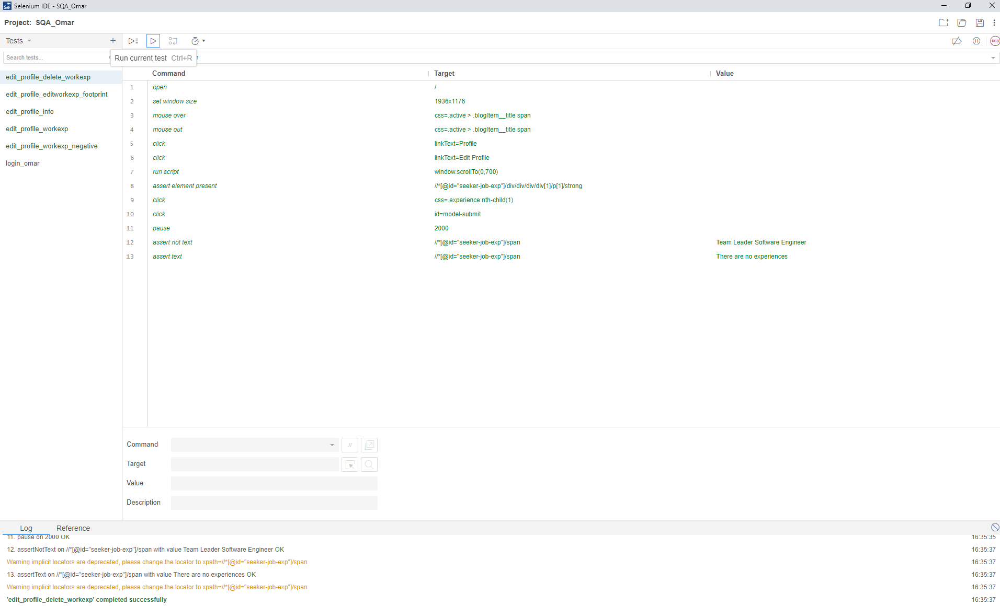 Se Selenium IDE - SQA_Omar
Project: SQA_Omar
Tests
REC
Search tests...
Run current test Ctrl+R
Command Target Value
edit_profile_delete_workexp
edit_profile_editworkexp_footprint
edit_profile_info
edit_profile_workexp
edit_profile_workexp_negative
login_omar
1 open /
2 set window size 1936x1176
3 mouse over css=.active > .blogItem__title span
4 mouse out css=.active > .blogItem__title span
5 click linkText=Profile
6 click linkText=Edit Profile
7 run script window.scrollTo(0,700)
8 assert element present //*[@id="seeker-job-exp"]/div/div/div/div[1]/p[1]/strong
9 click css=.experience:nth-child(1)
10 click id=model-submit
11 pause 2000
12 assert not text //*[@id="seeker-job-exp"]/span Team Leader Software Engineer
13 assert text //*[@id="seeker-job-exp"]/span There are no experiences
Command //
Target
Value
Description
Log Reference
11. pause on 2000 OK 16:35:35
12. assertNotText on //*[@id="seeker-job-exp"]/span with value Team Leader Software Engineer OK 16:35:37
Warning implicit locators are deprecated, please change the locator to xpath=//*[@id="seeker-job-exp"]/span 16:35:37
13. assertText on //*[@id="seeker-job-exp"]/span with value There are no experiences OK 16:35:37
Warning implicit locators are deprecated, please change the locator to xpath=//*[@id="seeker-job-exp"]/span 16:35:37
'edit_profile_delete_workexp' completed successfully 16:35:37